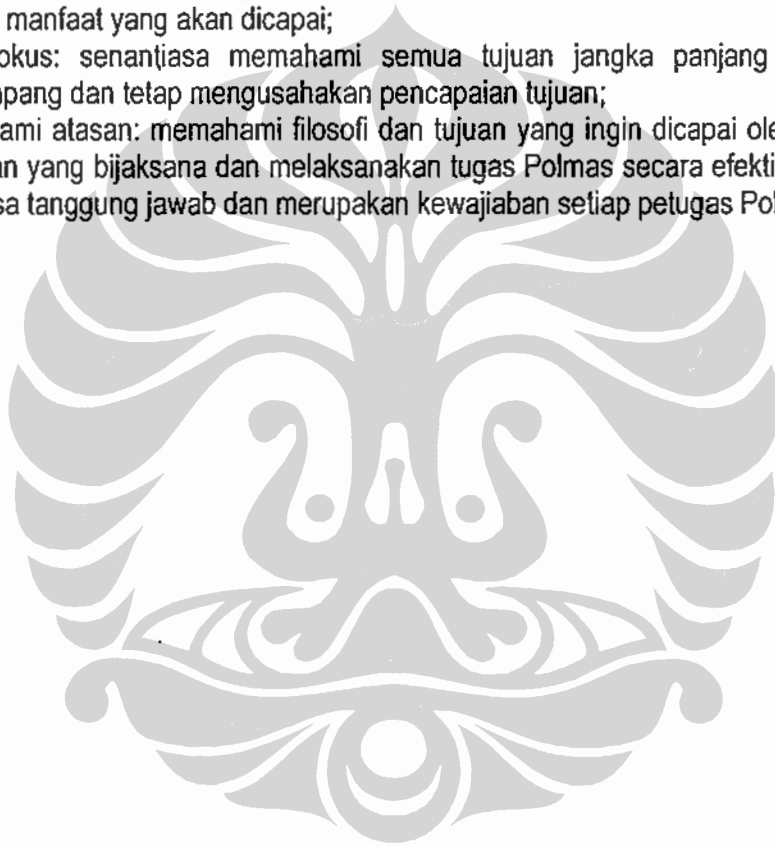 manfaat yang akan dicapai;
okus: senantiasa memahami semua tujuan jangka panjang
pang dan tetap mengusahakan pencapaian tujuan;
ami atasan: memahami filosofi dan tujuan yang ingin dicapai ole
an yang bijaksana dan melaksanakan tugas Polmas secara efekti
sa tanggung jawab dan merupakan kewajiaban setiap petugas Pol